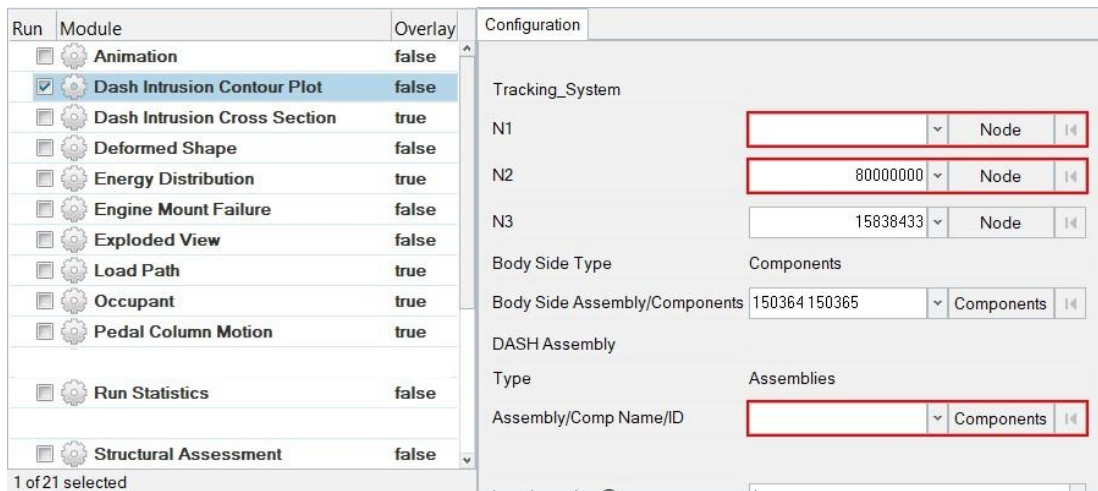 Run Module Overlay
Animation false
Dash Intrusion Contour Plot false
Dash Intrusion Cross Section true
Deformed Shape false
Energy Distribution true
Engine Mount Failure false
Exploded View false
Load Path true
Occupant true
Pedal Column Motion true
Run Statistics false
Structural Assessment false
1 of 21 selected
Configuration
Tracking_System
N1 Node
N2 80000000 Node
N3 15838433 Node
Body Side Type Components
Body Side Assembly/Components 150364 150365 Components
DASH Assembly
Type Assemblies
Assembly/Comp Name/ID Components